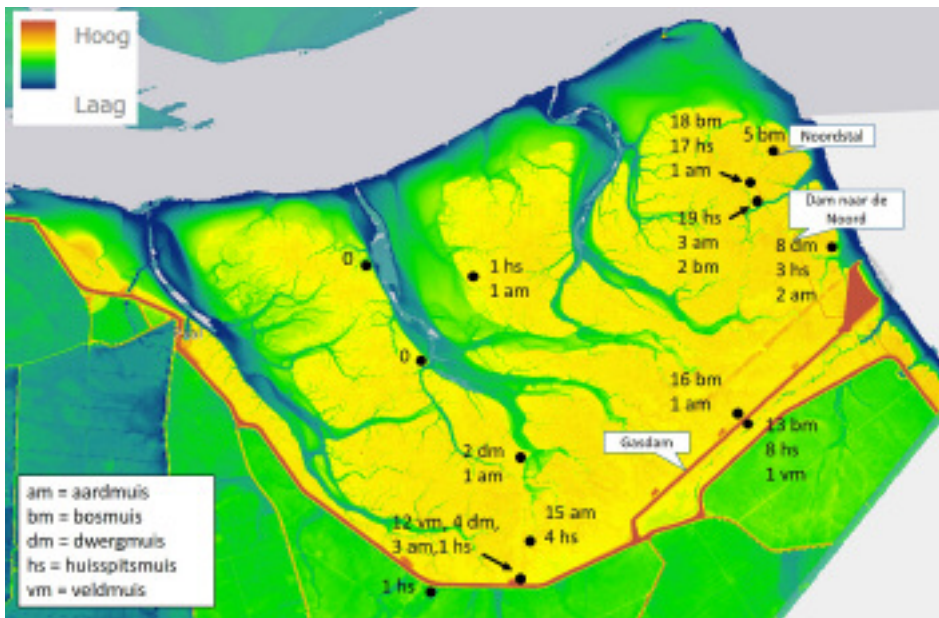 Hoog
Laag
18 bm
17 hs
1 am
5 bm
Noordstal
19 hs
3 am
2 bm
Dam naar de
Noord
8 dm
3 hs
2 am
0
1 hs
1 am
0
16 bm
1 am
13 bm
8 hs
1 vm
Gasdam
2 dm
1 am
15 am
4 hs
12 vm, 4 dm,
3 am,1 hs
1 hs
am = aardmuis
bm = bosmuis
dm = dwergmuis
hs = huisspitsmuis
vm = veldmuis